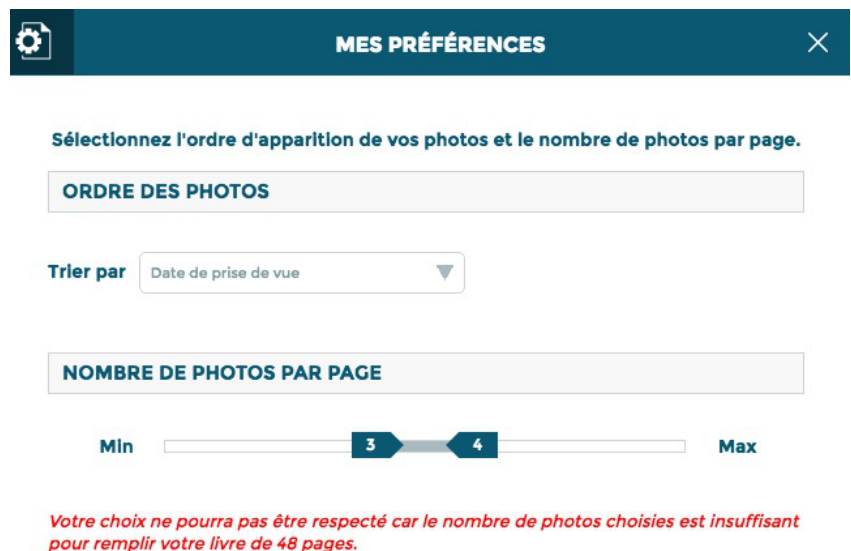 MES PRÉFÉRENCES
Sélectionnez l'ordre d'apparition de vos photos et le nombre de photos par page.
ORDRE DES PHOTOS
Trier par Date de prise de vue
NOMBRE DE PHOTOS PAR PAGE
Min 3 4 Max
Votre choix ne pourra pas être respecté car le nombre de photos choisies est insuffisant
pour remplir votre livre de 48 pages.